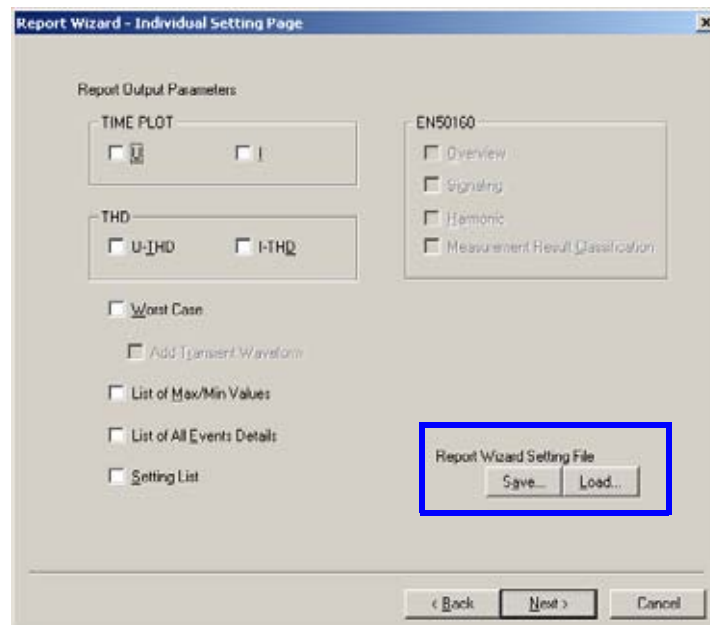 Report Wizard - Individual Setting Page
Report Output Parameters
TIME PLOT
U
I
THD
U-THD
I-THD
Worst Case
Add Transient Waveform
List of Max/Min Values
List of All Events Details
Setting List
EN50160
Overview
Signaling
Harmonic
Measurement Result Classification
Report Wizard Setting File
Save...
Load...
< Back
Next >
Cancel